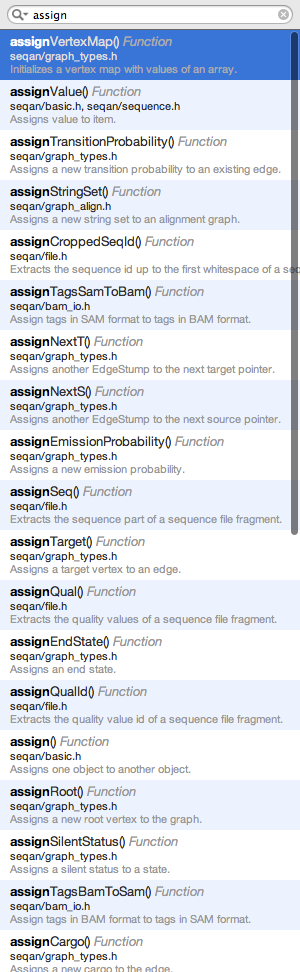 assign
assignVertexMap() Function
seqan/graph_types.h
Initializes a vertex map with values of an array.
assignValue() Function
seqan/basic.h, seqan/sequence.h
Assigns value to item.
assignTransitionProbability() Function
seqan/graph_types.h
Assigns a new transition probability to an existing edge.
assignStringSet() Function
seqan/graph_align.h
Assigns a new string set to an alignment graph.
assignCroppedSeqId() Function
seqan/file.h
Extracts the sequence id up to the first whitespace of a seq
assignTagsSamToBam() Function
seqan/bam_io.h
Assign tags in SAM format to tags in BAM format.
assignNextT() Function
seqan/graph_types.h
Assigns another EdgeStump to the next target pointer.
assignNextS() Function
seqan/graph_types.h
Assigns another EdgeStump to the next source pointer.
assignEmissionProbability() Function
seqan/graph_types.h
Assigns a new emission probability.
assignSeq() Function
seqan/file.h
Extracts the sequence part of a sequence file fragment.
assignTarget() Function
seqan/graph_types.h
Assigns a target vertex to an edge.
assignQual() Function
seqan/file.h
Extracts the quality values of a sequence file fragment.
assignEndState() Function
seqan/graph_types.h
Assigns an end state.
assignQualId() Function
seqan/file.h
Extracts the quality value id of a sequence file fragment.
assign() Function
seqan/basic.h
Assigns one object to another object.
assignRoot() Function
seqan/graph_types.h
Assigns a new root vertex to the graph.
assignSilentStatus() Function
seqan/graph_types.h
Assigns a silent status to a state.
assignTagsBamToSam() Function
seqan/bam_io.h
Assign tags in BAM format to tags in SAM format.
assignCargo() Function
seqan/graph_types.h
Assigns a new cargo to the edge.